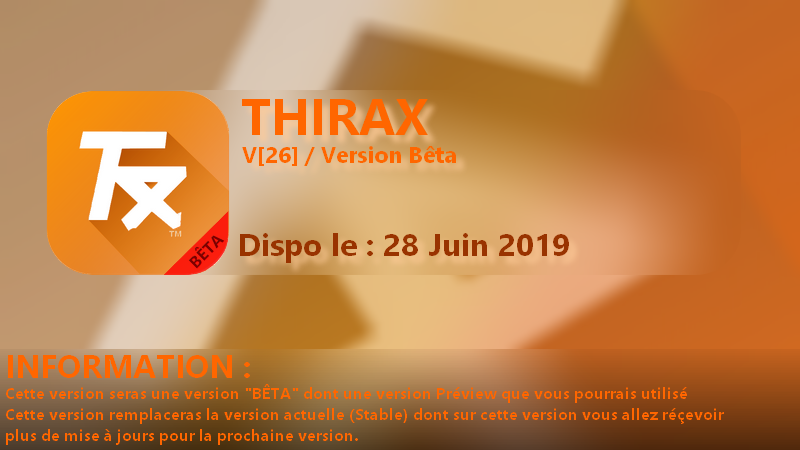 THIRAX
V[26] / Version Bêta
Tx
TM
BÊTA
Dispo le : 28 Juin 2019
INFORMATION :
Cette version seras une version "BÊTA" dont une version Préview que vous pourrais utilisé
Cette version remplaceras la version actuelle (Stable) dont sur cette version vous allez réçevoir
plus de mise à jours pour la prochaine version.